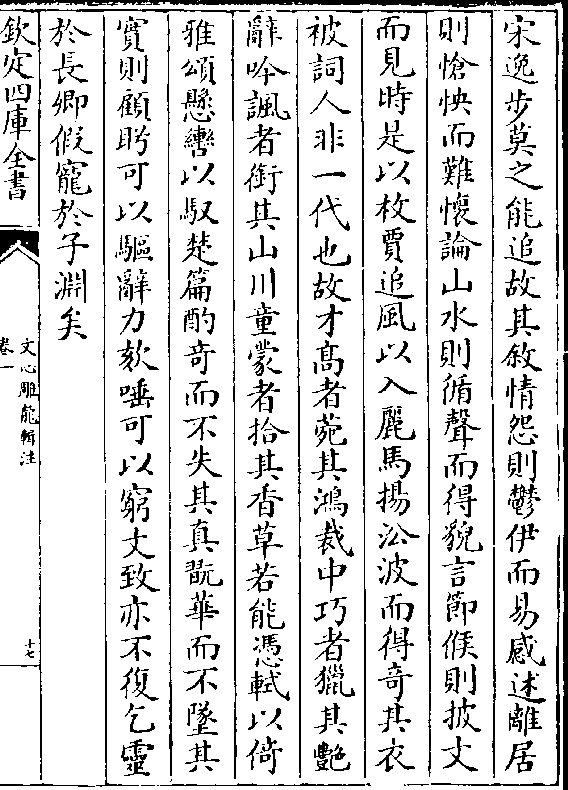 宋逸步莫之能追故其敘情怨則鬱伊而易感述離居
則愴怏而難懷論山水則循聲而得貌言節候則披文
而見時是以枚賈追風以入麗馬揚㳂波而得奇其衣
被詞人非一代也故才髙者菀其鴻裁中巧者獵其艷
辭吟諷者銜其山川童蒙者拾其香草若能憑軾以倚
雅頌懸轡以馭楚篇酌竒而不失其真翫華而不墜其
實則顧盻可以驅辭力欬唾可以窮文致亦不復乞靈
於長卿假寵於子淵矣
欽定四庫全書
文心雕龍輯注
卷一
十七